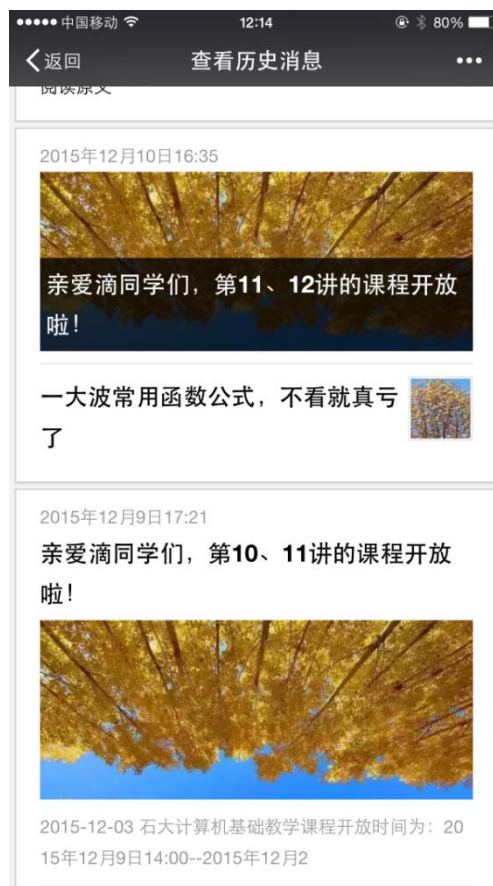 中国移动 12:14 80%
返回 查看历史消息
阅读原文
2015年12月10日16:35
亲爱滴同学们，第11、12讲的课程开放
啦！
一大波常用函数公式，不看就真亏
了
2015年12月9日17:21
亲爱滴同学们，第10、11讲的课程开放
啦！
2015-12-03 石大计算机基础教学课程开放时间为：20
15年12月9日14:00--2015年12月2